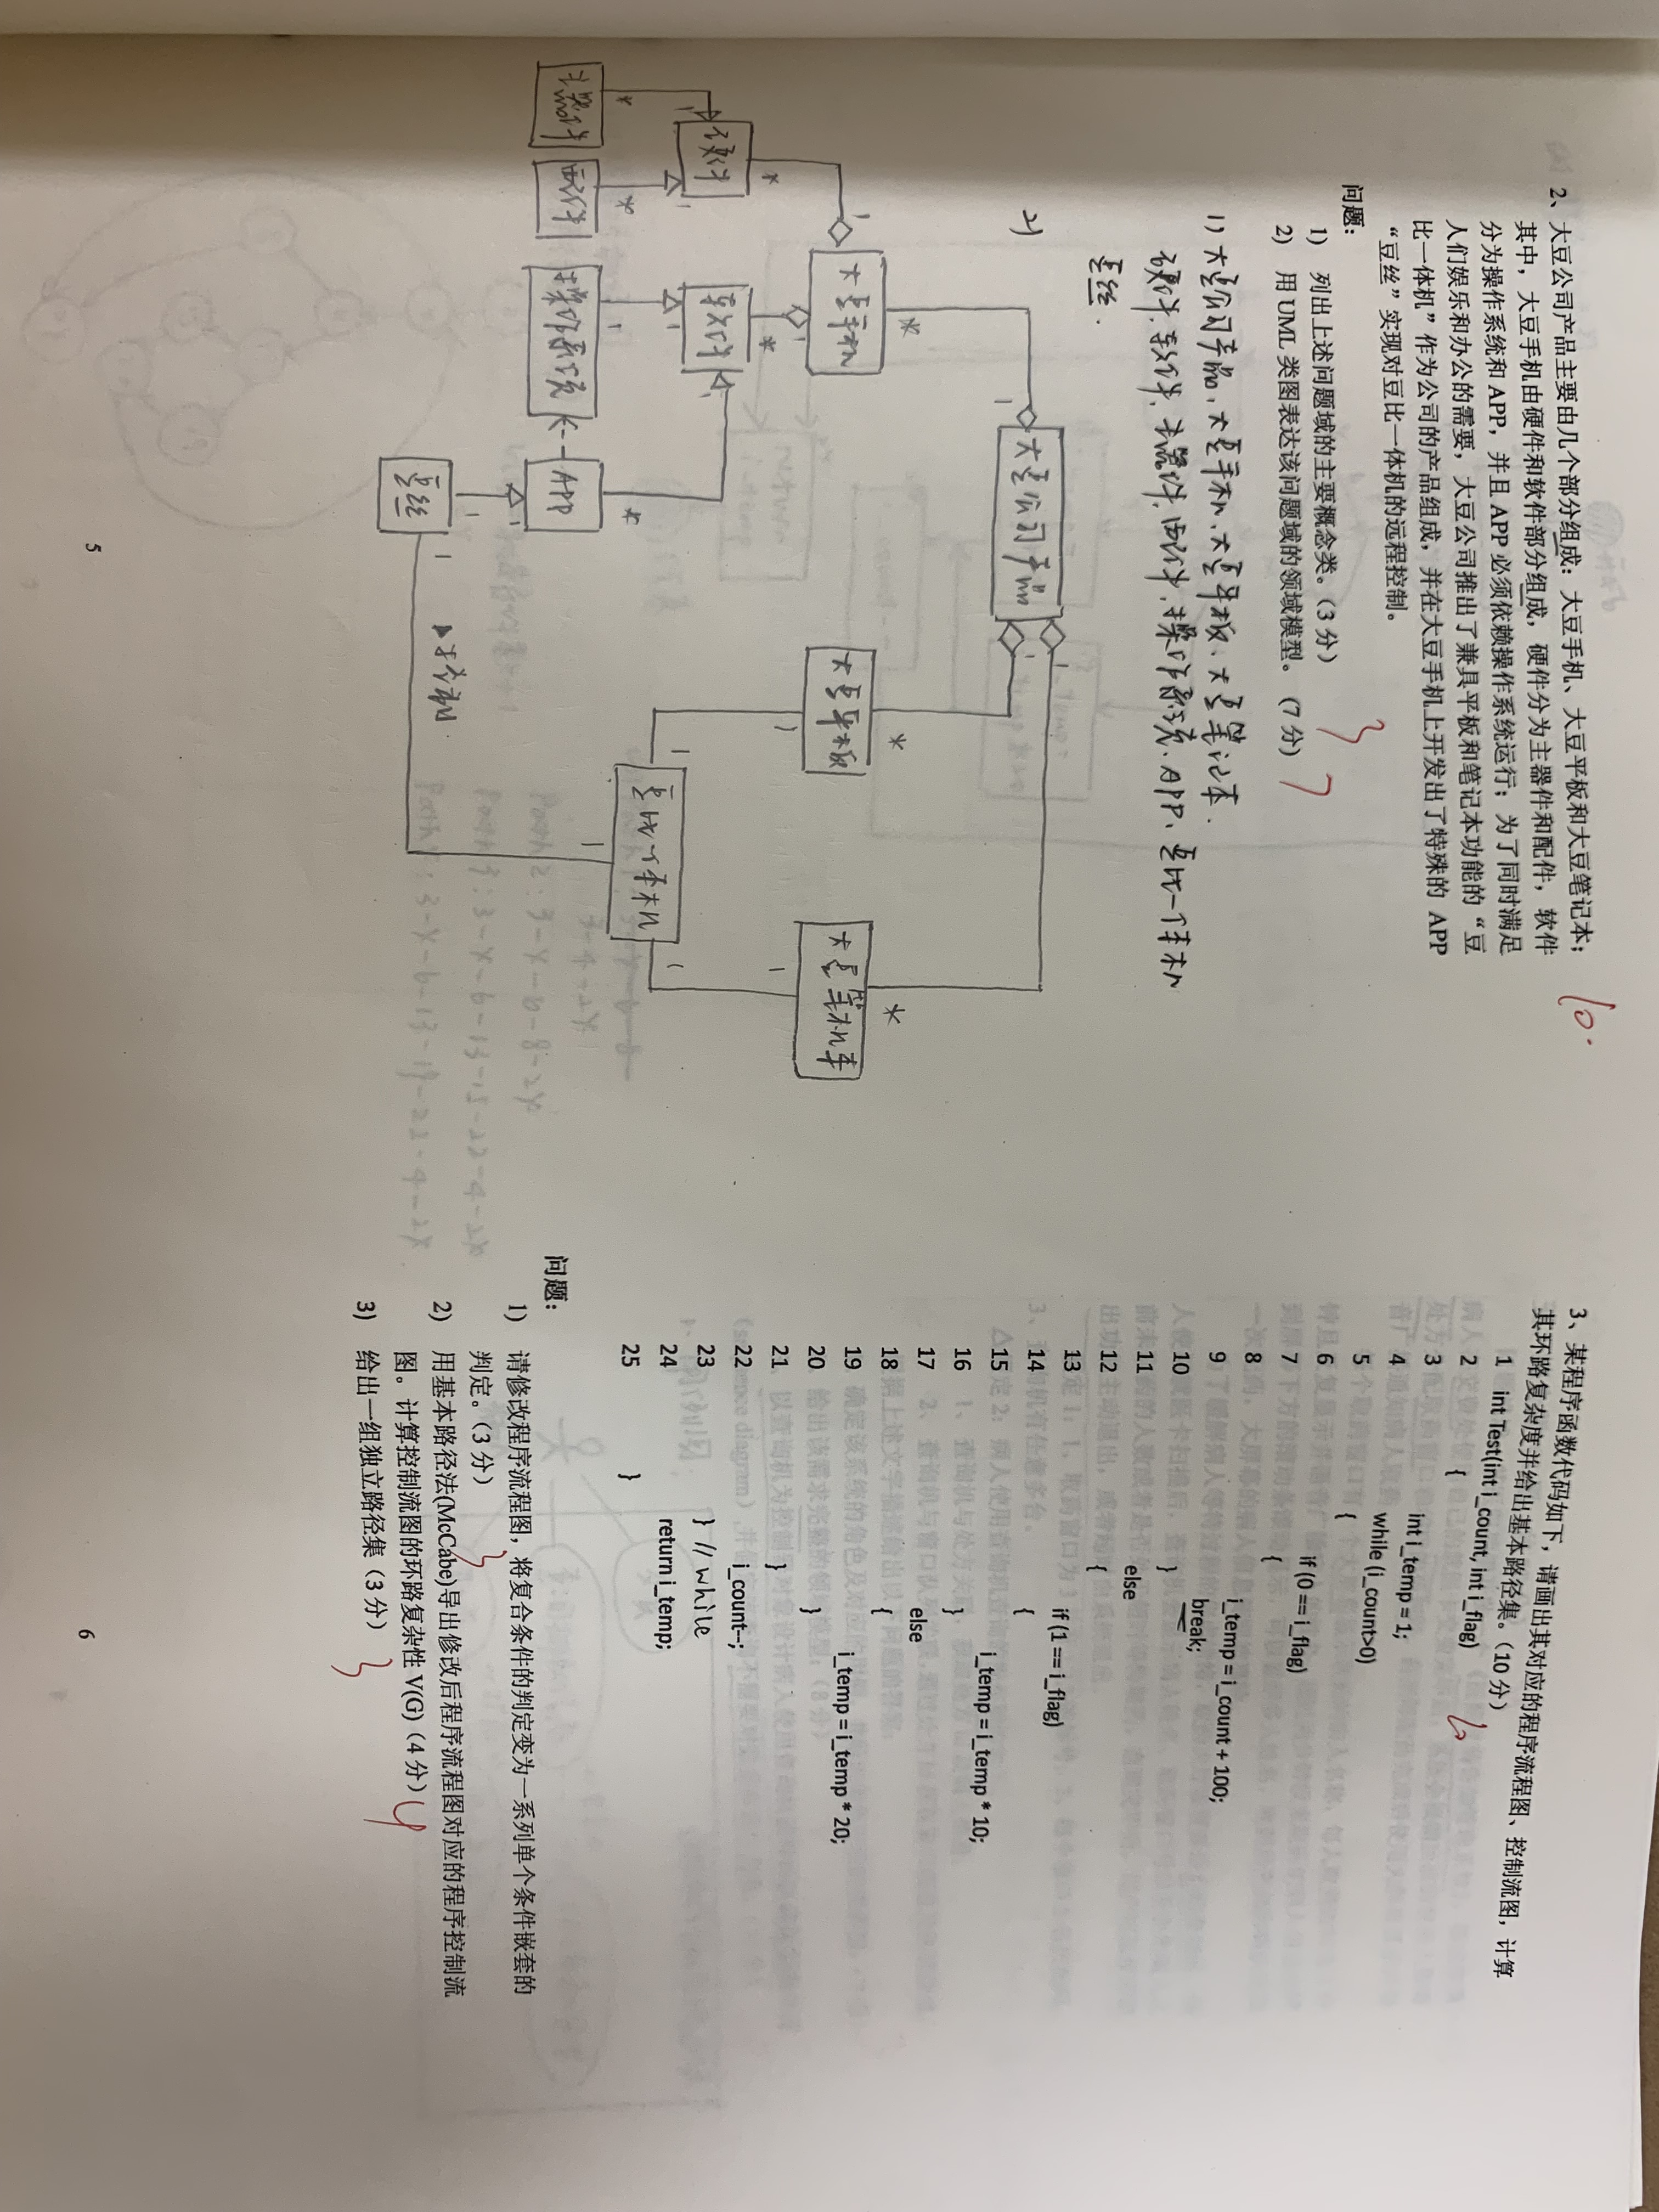 10.
2、大豆公司产品主要由几个部分组成：大豆手机、大豆平板和大豆笔记本；
其中，大豆手机由硬件和软件部分组成，硬件分为主器件和配件，软件
分为操作系统和 APP，并且 APP 必须依赖操作系统运行；为了同时满足
人们娱乐和办公的需要，大豆公司推出了兼具平板和笔记本功能的“豆
比一体机”作为公司的产品组成，并在大豆手机上开发出了特殊的 APP
“豆丝”实现对豆比一体机的远程控制。
问题：
1) 列出上述问题域的主要概念类。（3 分） 3
2) 用 UML 类图表达该问题域的领域模型。 （7 分） 7
1) 大豆公司产品、大豆手机、大豆平板、大豆笔记本.
硬件、软件、主器件、配件、操作系统、APP、豆比一体机
豆丝.
2)
大豆公司产品
1
1
1
*
*
*
大豆手机
大豆平板
大豆笔机本
1
1
*
*
1
1
硬件
软件
1
1
1
1
*
*
1
*
1
1
豆比一体机
1
主器件
配件
操作系统
APP
1
1
豆丝
1
控制
5
3、某程序函数代码如下，请画出其对应的程序流程图、控制流图，计算
其环路复杂度并给出基本路径集。（10 分）
1 int Test(int i_count, int i_flag)
2 {
3 int i_temp = 1;
4 while (i_count>0)
5 {
6 if (0 == i_flag)
7 {
8 i_temp = i_count + 100;
9 break;
10 }
11 else
12 {
13 if (1 == i_flag)
14 {
15 i_temp = i_temp * 10;
16 }
17 else
18 {
19 i_temp = i_temp * 20;
20 }
21 }
22 i_count--;
23 } // while
24 return i_temp;
25 }
问题：
1) 请修改程序流程图，将复合条件的判定变为一系列单个条件嵌套的
判定。（3 分） 3
2) 用基本路径法(McCabe)导出修改后程序流程图对应的程序控制流
图。计算控制流图的环路复杂性 V(G)（4 分） 4
3) 给出一组独立路径集（3 分） 3
6